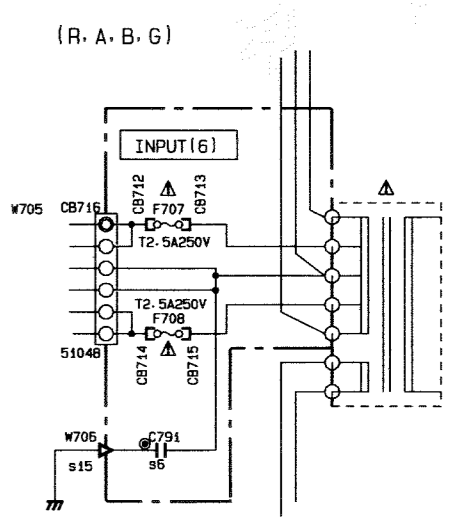 (R, A, B, G)
INPUT(6)
W705
CB716
CB712
F707
CB713
T2.5A250V
T2.5A250V
F708
51048
CB714
CB715
W706
C791
s15
s6